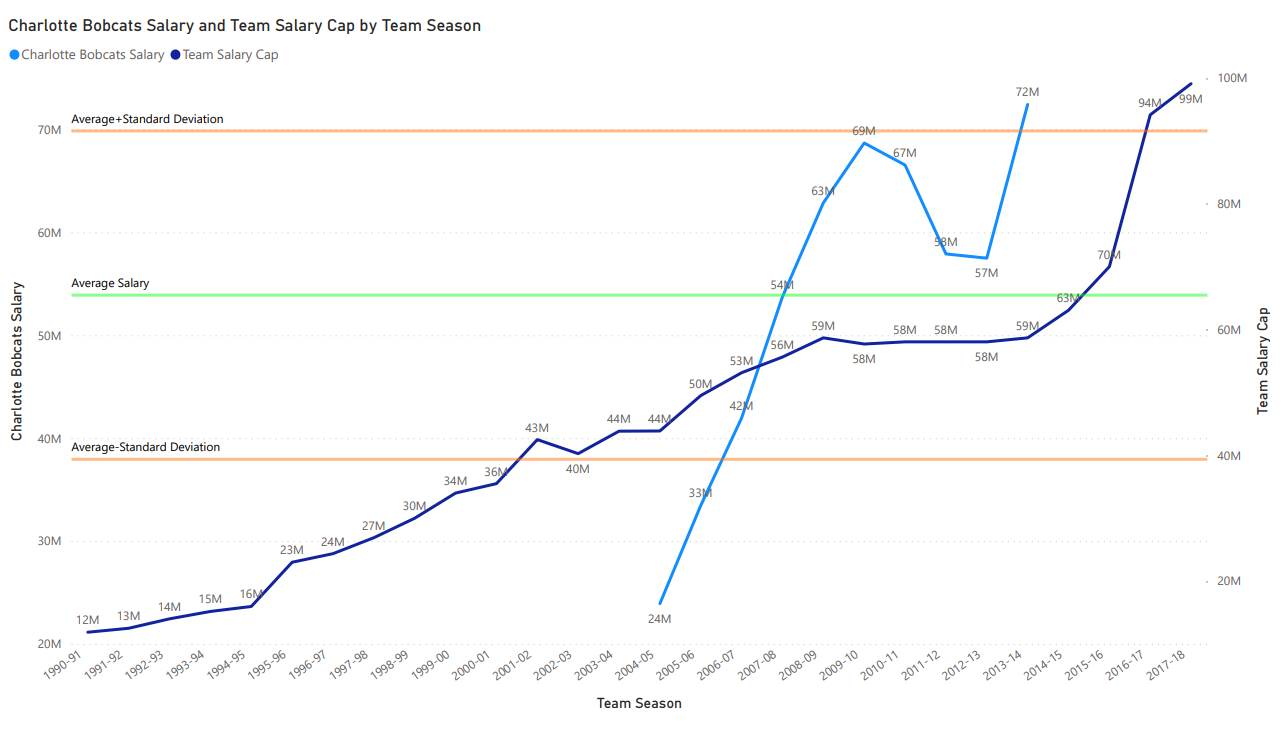 Charlotte Bobcats Salary and Team Salary Cap by Team Season
Charlotte Bobcats Salary Team Salary Cap
Charlotte Bobcats Salary
70M
60M
50M
40M
30M
20M
Average+Standard Deviation
Average Salary
Average-Standard Deviation
12M
13M
14M
15M
16M
23M
24M
27M
30M
34M
36M
43M
40M
44M
44M
50M
53M
56M
59M
58M
58M
58M
58M
59M
63M
70M
94M
99M
24M
33M
42M
54M
63M
69M
67M
58M
57M
72M
100M
80M
60M
40M
20M
Team Salary Cap
1990-91
1991-92
1992-93
1993-94
1994-95
1995-96
1996-97
1997-98
1998-99
1999-00
2000-01
2001-02
2002-03
2003-04
2004-05
2005-06
2006-07
2007-08
2008-09
2009-10
2010-11
2011-12
2012-13
2013-14
2014-15
2015-16
2016-17
2017-18
Team Season